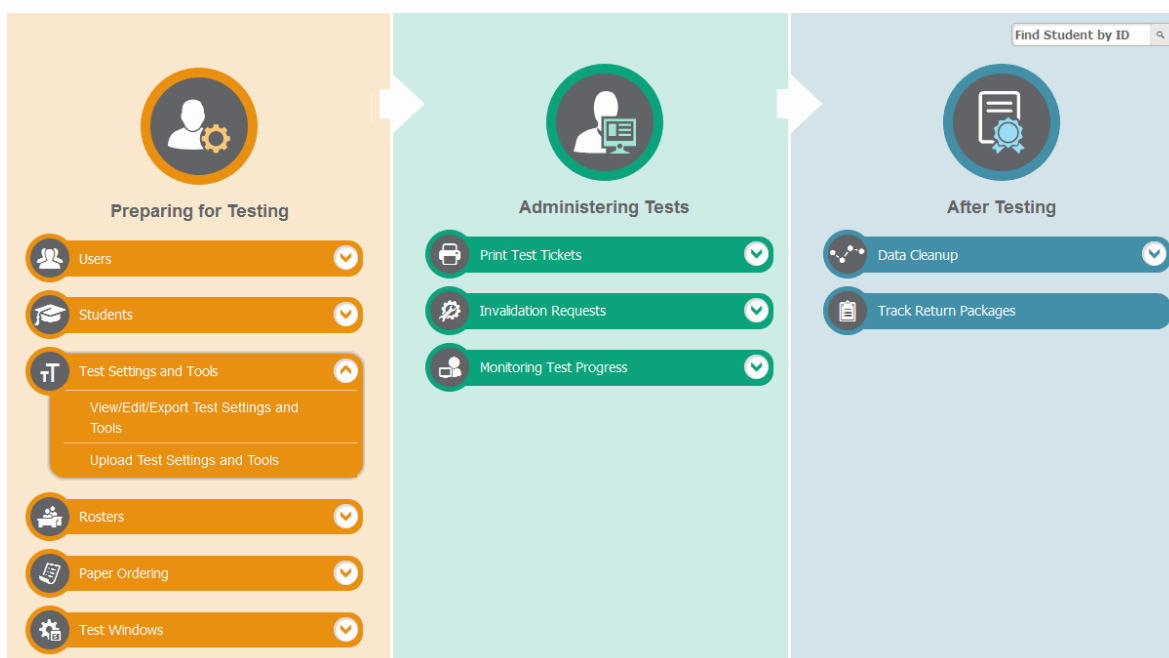 Find Student by ID
Preparing for Testing
Users
Students
Test Settings and Tools
View/Edit/Export Test Settings and
Tools
Upload Test Settings and Tools
Rosters
Paper Ordering
Test Windows
Administering Tests
Print Test Tickets
Invalidation Requests
Monitoring Test Progress
After Testing
Data Cleanup
Track Return Packages